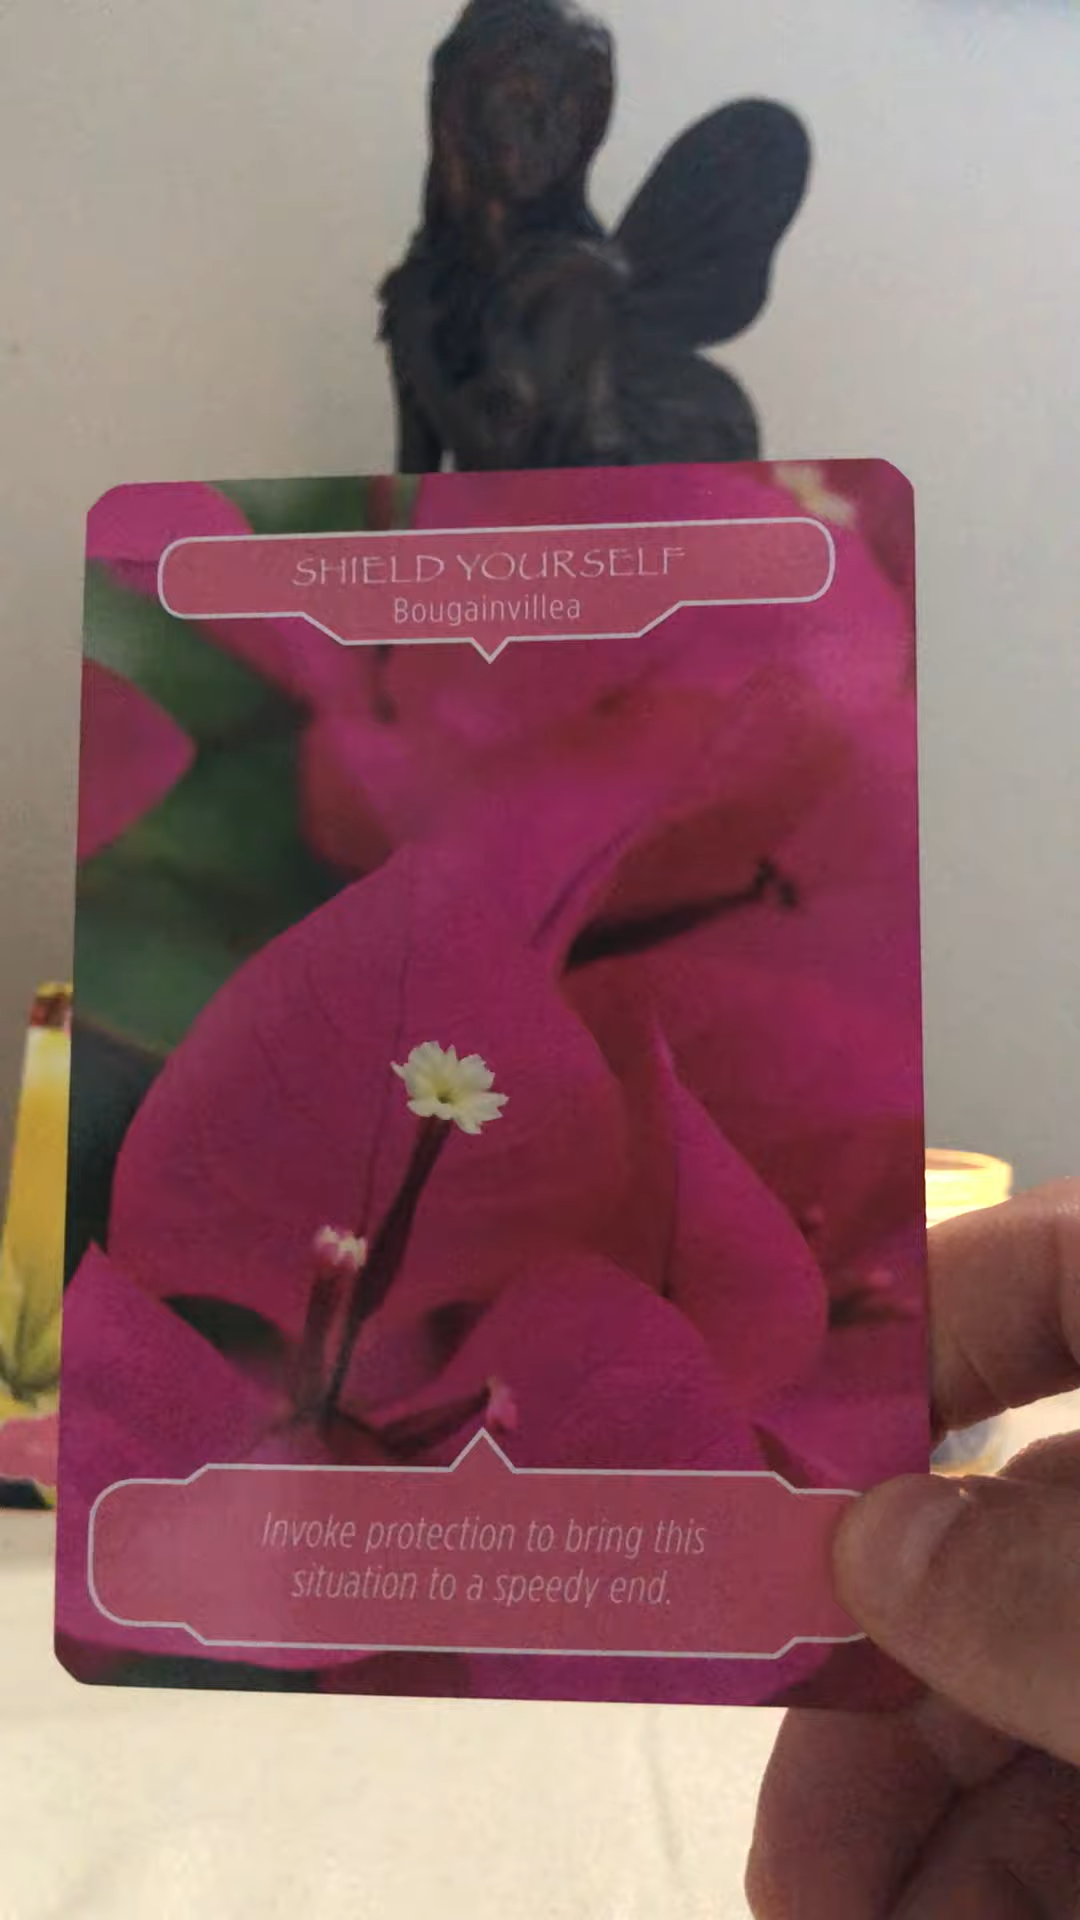 SHIELD YOURSELF
Bougainvillea
Invoke protection to bring this
situation to a speedy end.